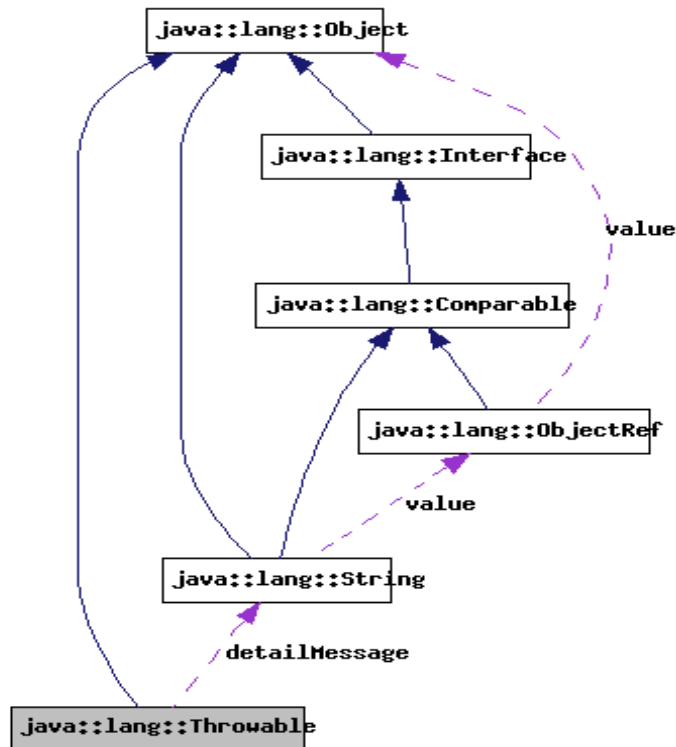 java::lang::Object
java::lang::Interface
value
java::lang::Comparable
java::lang::ObjectRef
value
java::lang::String
detailMessage
java::lang::Throwable